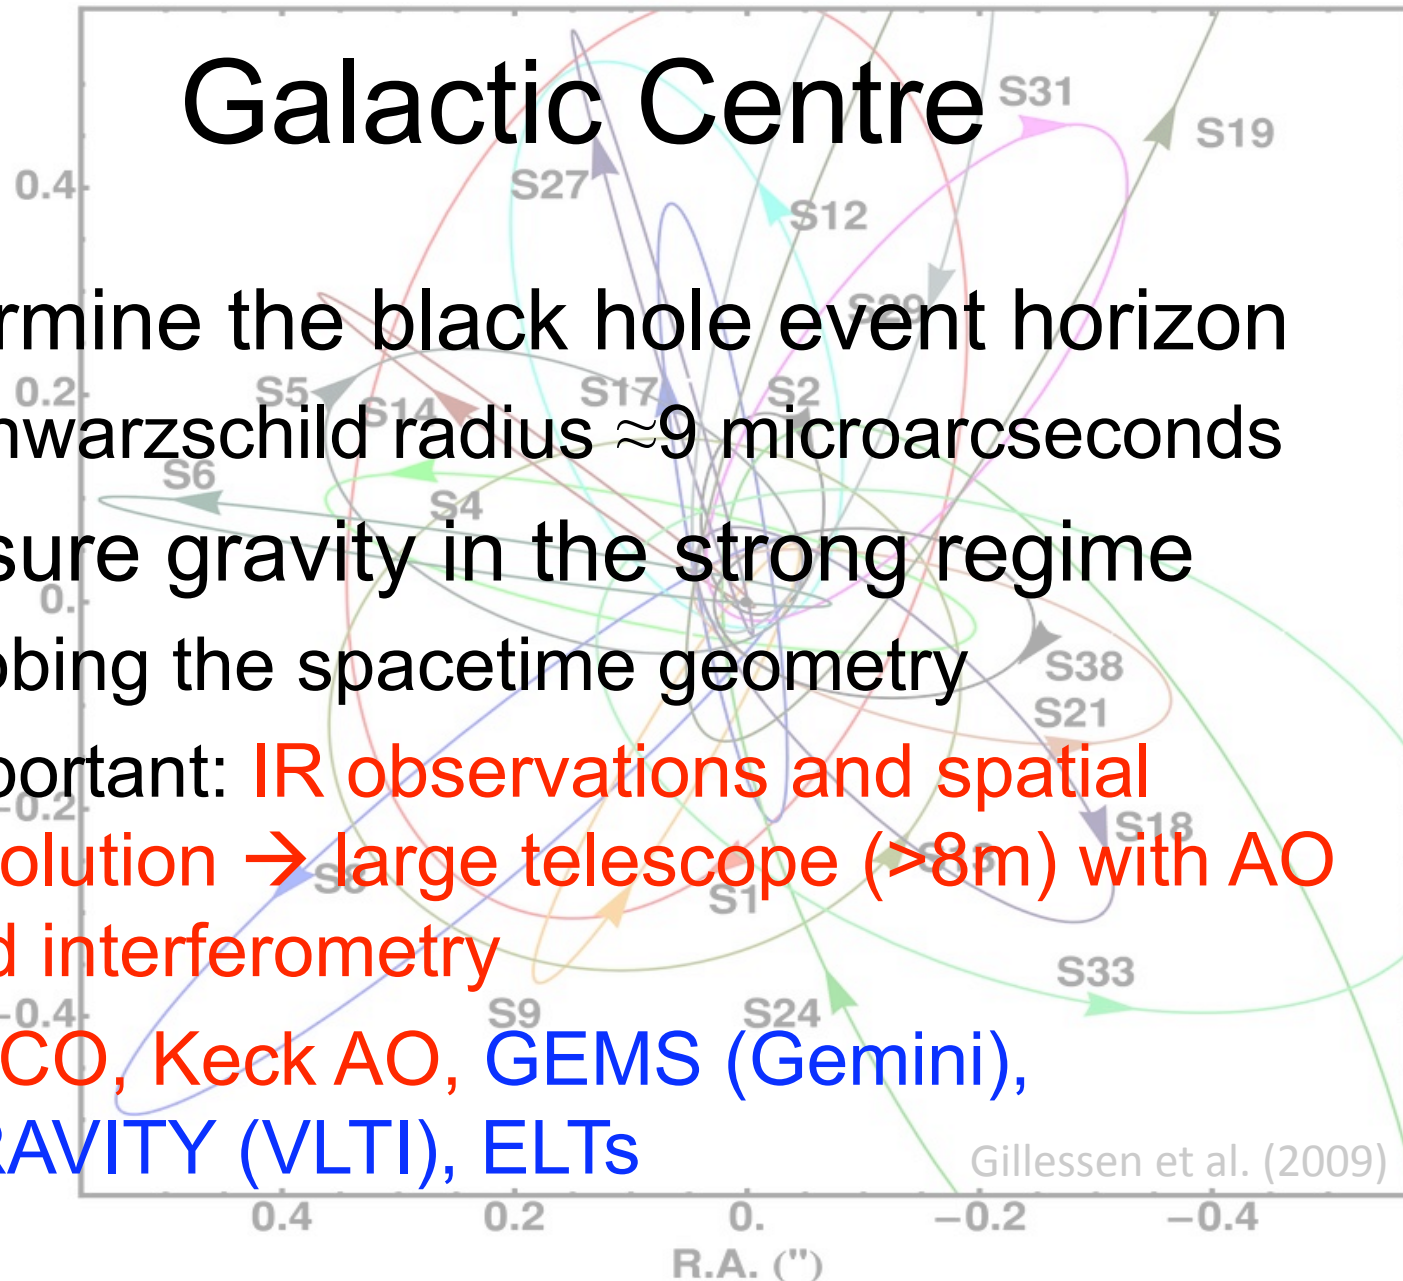 Galactic Centre
S31
S19
0.4
S27
S12
ermine the black hole event horizon
S29
0.2
S5
S14
S17
S2
hwarzschild radius ≈9 microarcseconds
S6
S4
sure gravity in the strong regime
0.
obing the spacetime geometry
S38
S21
portant: IR observations and spatial
-0.2
S18
olution → large telescope (>8m) with AO
S8
S13
S1
d interferometry
S33
-0.4
S9
S24
CO, Keck AO, GEMS (Gemini),
RAVITY (VLTI), ELTs
Gillessen et al. (2009)
0.4
0.2
0.
−0.2
−0.4
R.A. (")